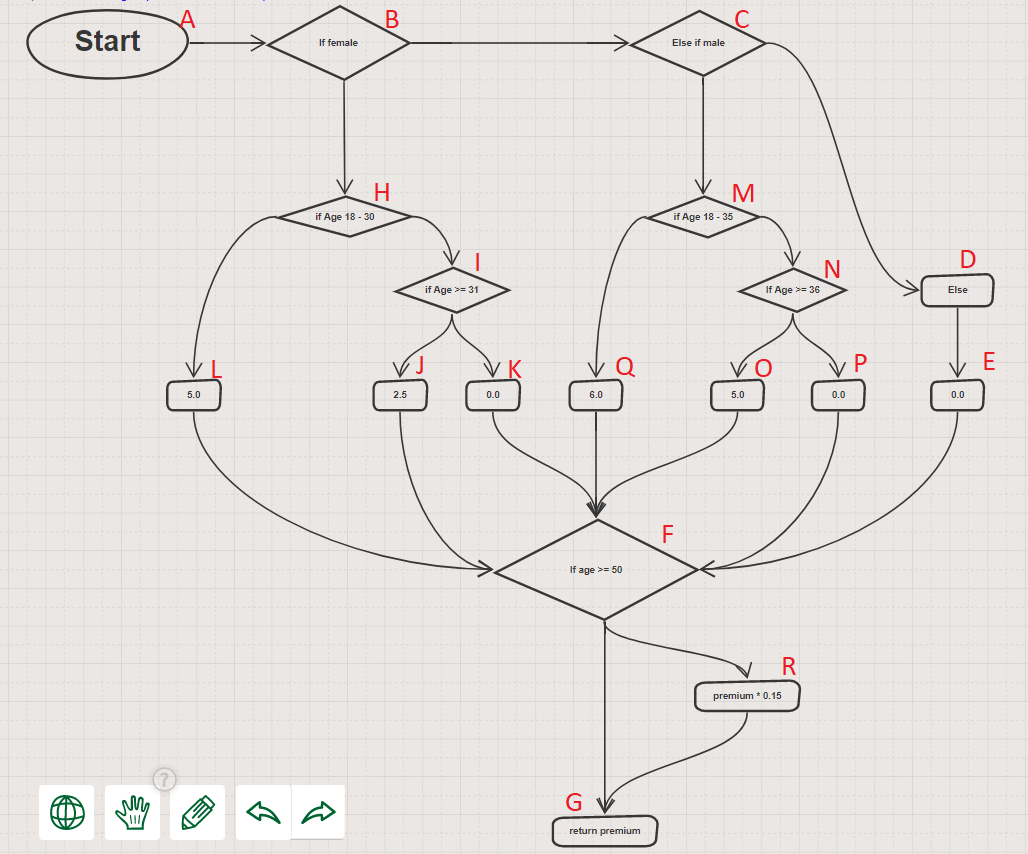 A
B
C
Start
If female
Else if male
H
M
if Age 18 - 30
if Age 18 - 35
I
N
D
if Age >= 31
If Age >= 36
Else
L
J
K
Q
O
P
E
5.0
2.5
0.0
6.0
5.0
0.0
0.0
F
If age >= 50
R
premium * 0.15
?
G
return premium